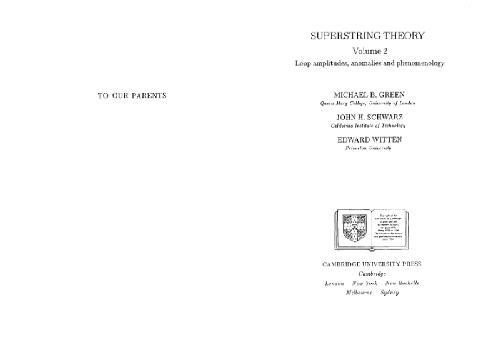 TO OUR PARENTS
SUPERSTRING THEORY
Volume 2
Loop amplitudes, anomalies and phenomenology
MICHAEL B. GREEN
Queen Mary College, University of London
JOHN H. SCHWARZ
California Institute of Technology
EDWARD WITTEN
Princeton University
CAMBRIDGE UNIVERSITY PRESS
Cambridge
London New York New Rochelle
Melbourne Sydney